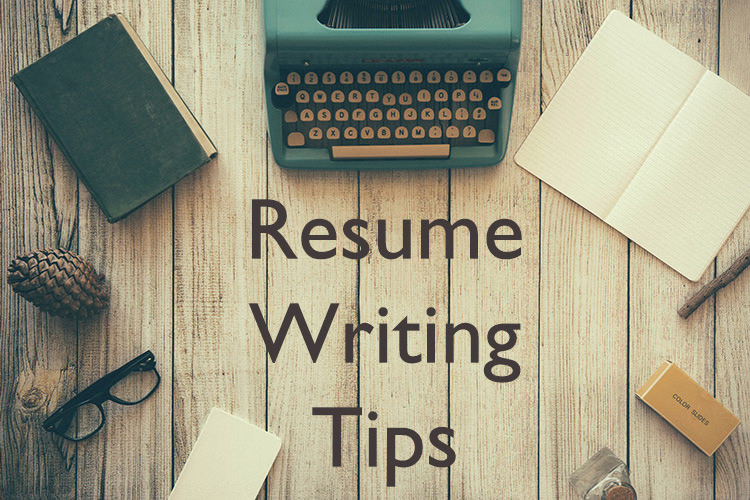 Q W E R T Y U I O P
A S D F G H J K L
Z X C V B N M
Resume
Writing
Tips
COLOR SLIDES